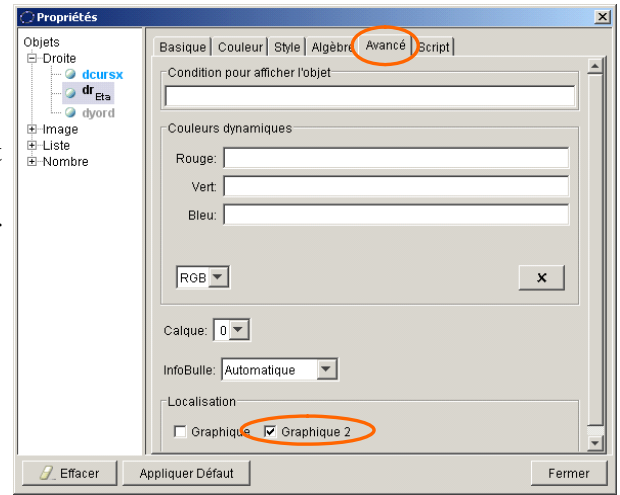 Propriétés
Objets
Droite
dcursx
dr Eta
dyord
Image
Liste
Nombre
Basique Couleur Style Algèbre Avancé Script
Condition pour afficher l'objet
Couleurs dynamiques
Rouge:
Vert:
Bleu:
RGB
x
Calque: 0
InfoBulle: Automatique
Localisation
Graphique Graphique 2
Effacer Appliquer Défaut Fermer